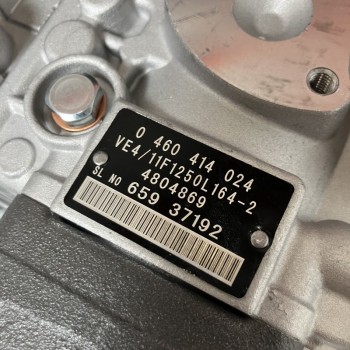 0 460 414 024
VE4/11F1250L164-2
4804869
SL NO 659 37192